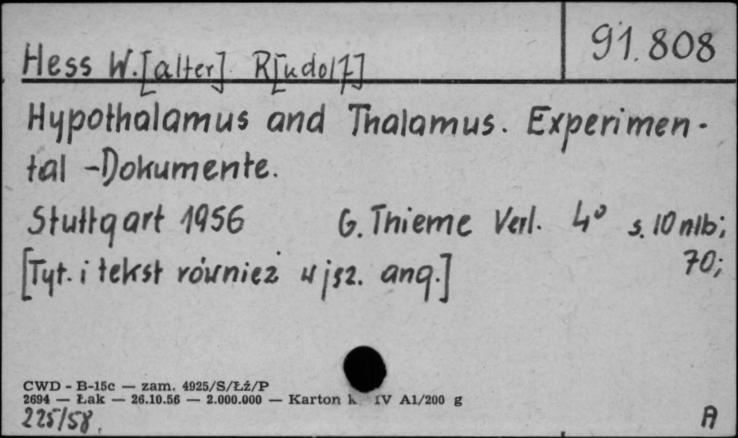 91.808
Hess W.[alter] R[udolf]
Hypothalamus and Thalamus. Experimen-
tal-Dokumente.
Stuttgart 1956 G. Thieme Verl. 4° s. 10 nlb;
70;
[Tyt. i tekst również w jęz. ang.]
CWD - B-15c — zam. 4925/S/Łź/P
2694 — Łak — 26.10.56 — 2.000.000 — Karton k IV A1/200 g
225/58.
A